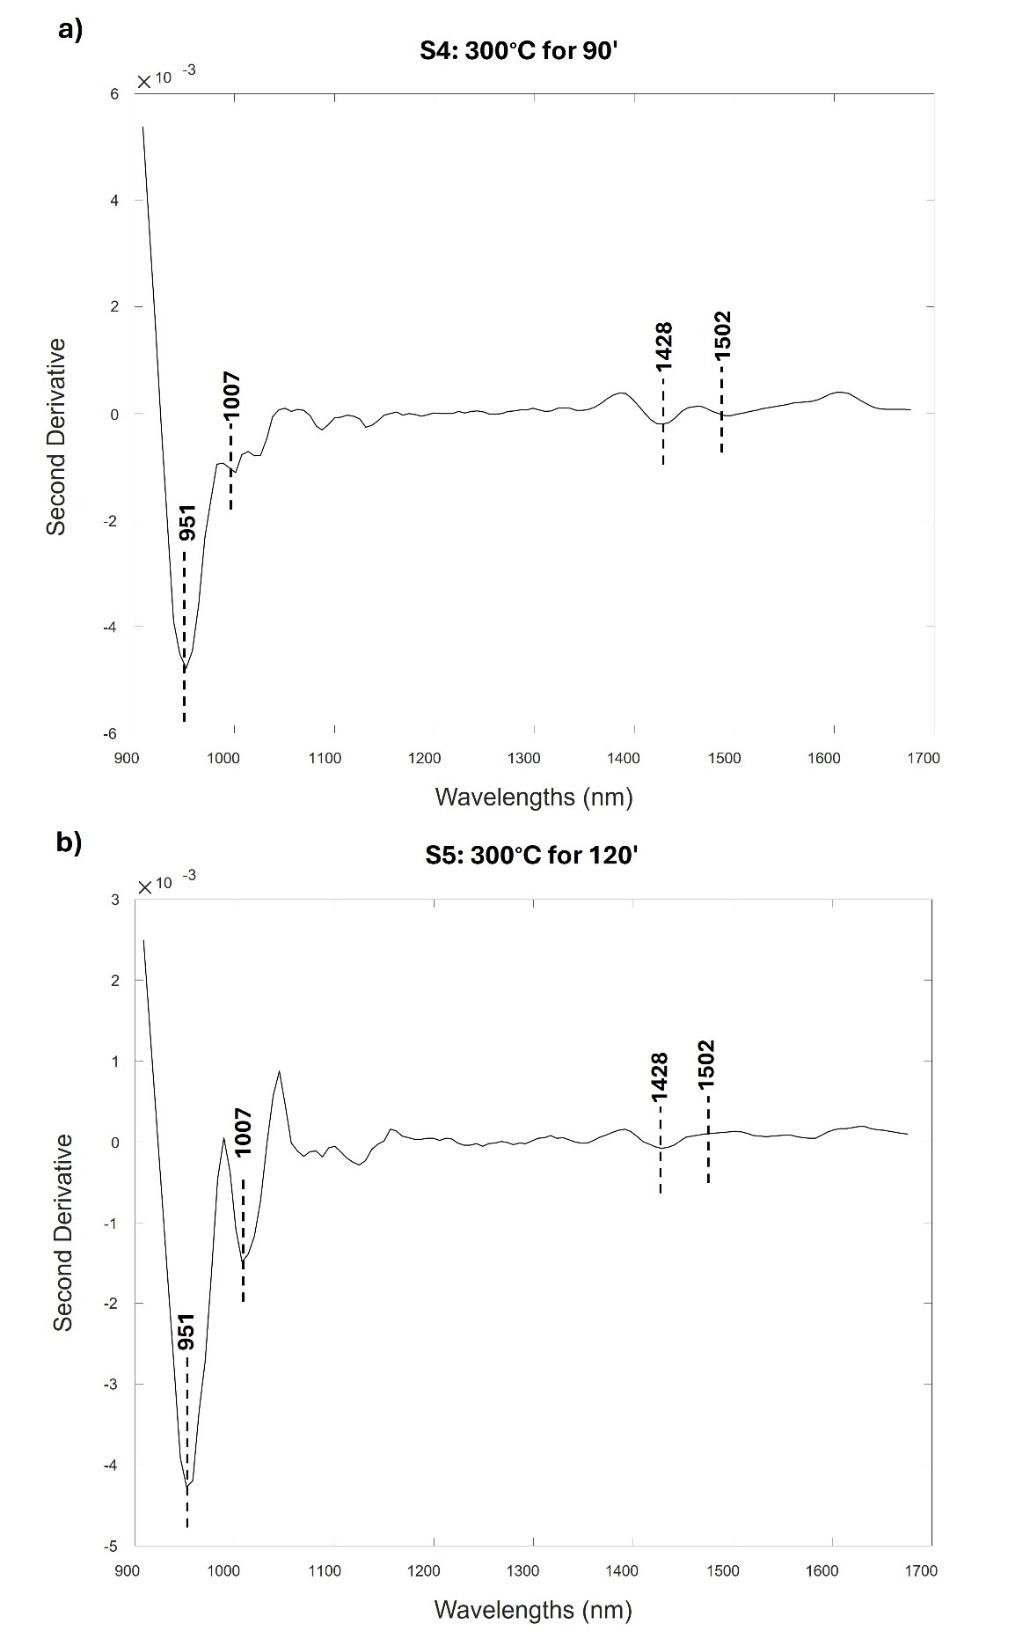 a)
S4: 300°C for 90'
×10 -3
6
4
2
0
-2
-4
-6
Second Derivative
951
1007
1428
1502
900 1000 1100 1200 1300 1400 1500 1600 1700
Wavelengths (nm)
b)
S5: 300°C for 120'
×10 -3
3
2
1
0
-1
-2
-3
-4
-5
Second Derivative
951
1007
1428
1502
900 1000 1100 1200 1300 1400 1500 1600 1700
Wavelengths (nm)